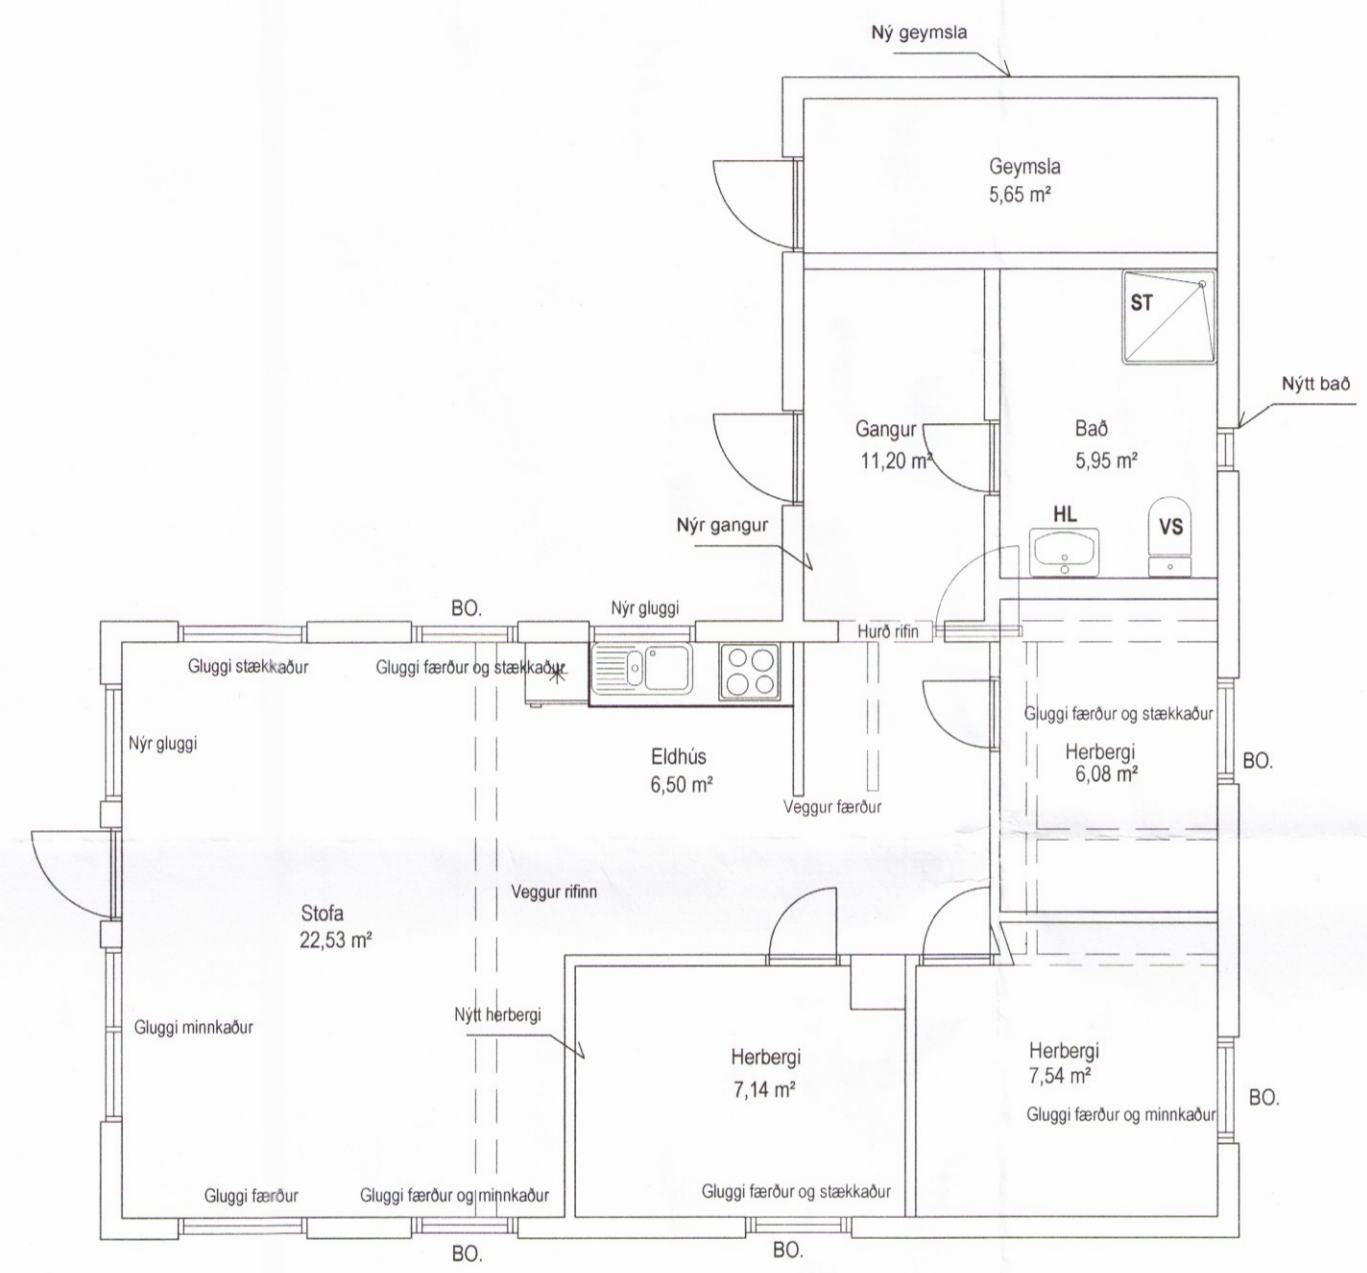 Ný geymsla
Geymsla
5,65 m²
ST
Nýtt bað
Gangur
11,20 m²
Bað
5,95 m²
HL
VS
Nýr gangur
BO.
Nýr gluggi
Hurð rifin
Gluggi stækkaður
Gluggi færður og stækkaður
Nýr gluggi
Eldhús
6,50 m²
Gluggi færður og stækkaður
Herbergi
6,08 m²
BO.
Veggur færður
Veggur rifinn
Stofa
22,53 m²
Gluggi minnkaður
Nýtt herbergi
Herbergi
7,14 m²
Herbergi
7,54 m²
Gluggi færður og minnkaður
BO.
Gluggi færður
Gluggi færður og minnkaður
Gluggi færður og stækkaður
BO.
BO.